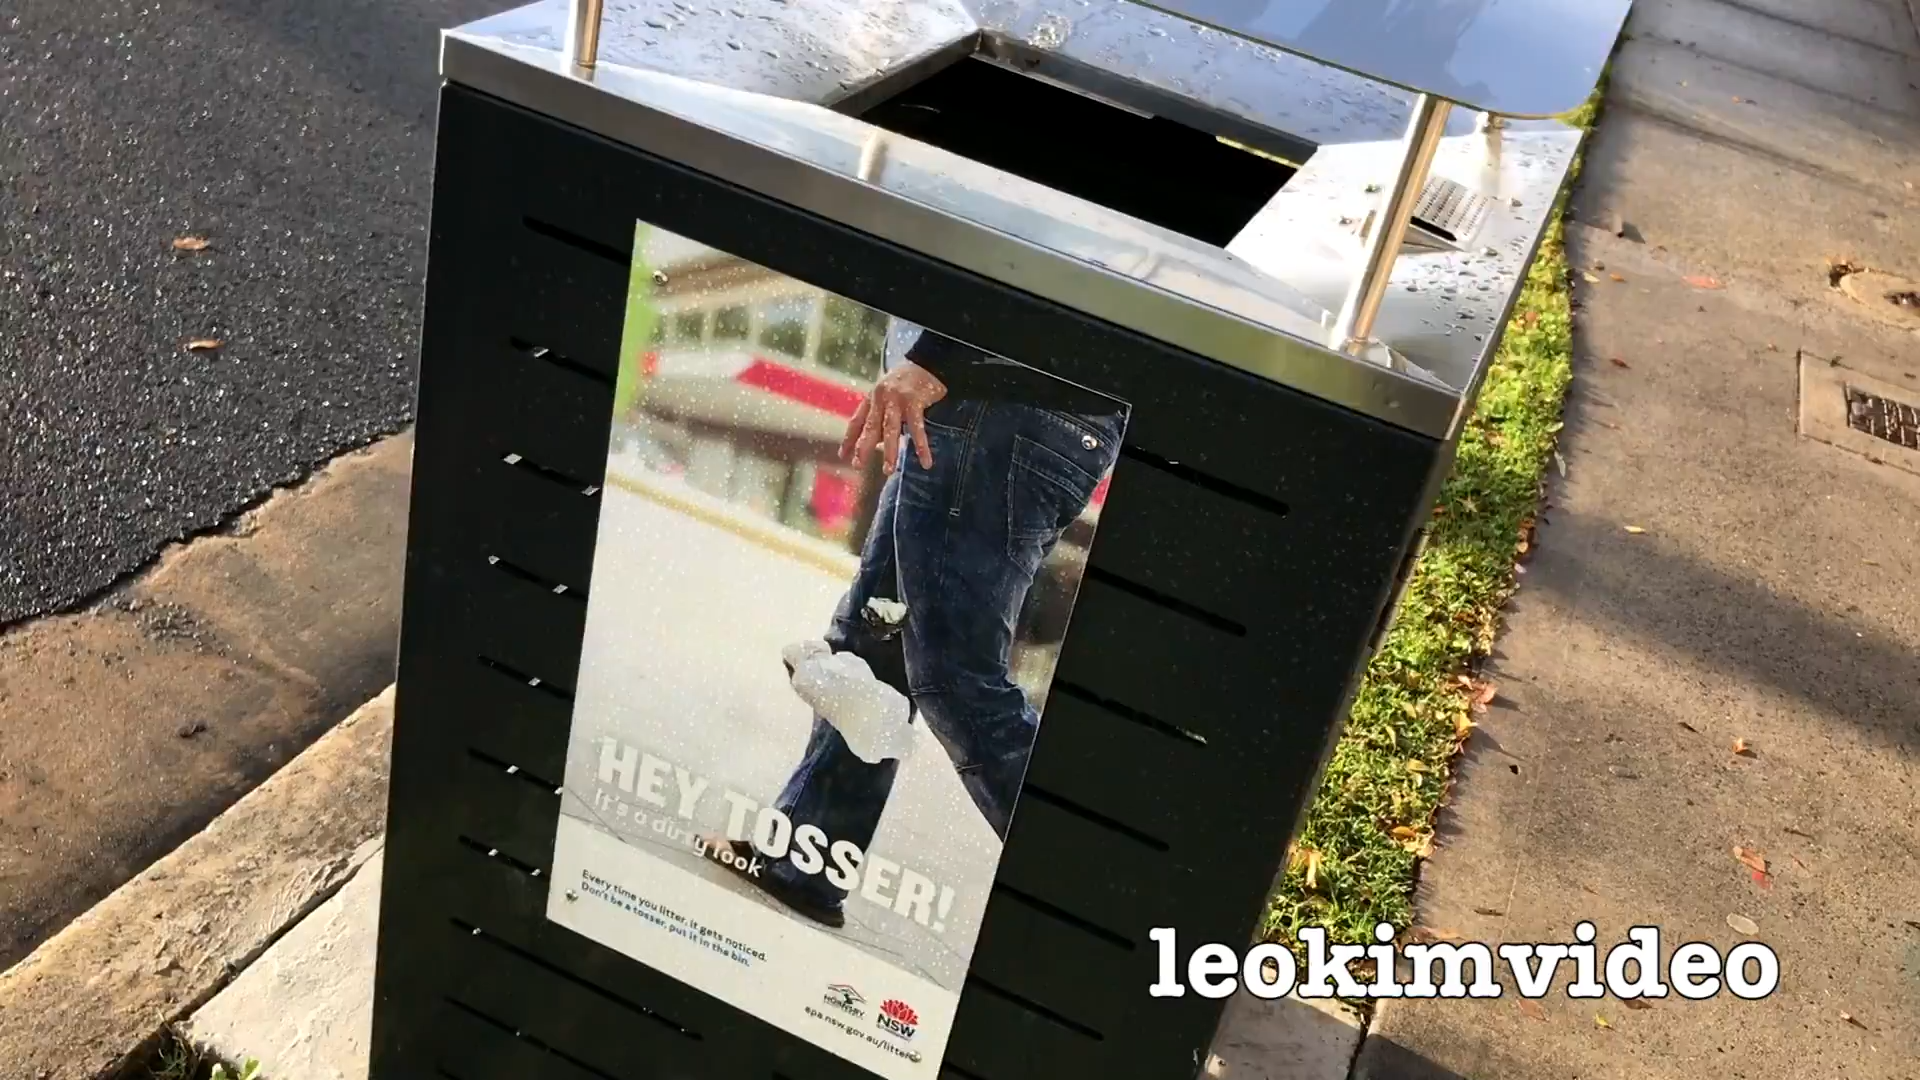 HEY TOSSER!
It's a dirty look
Every time you litter, it gets noticed.
Don't be a tosser, put it in the bin.
HORNSBY
NSW
epa.nsw.gov.au/litter
leokimvideo